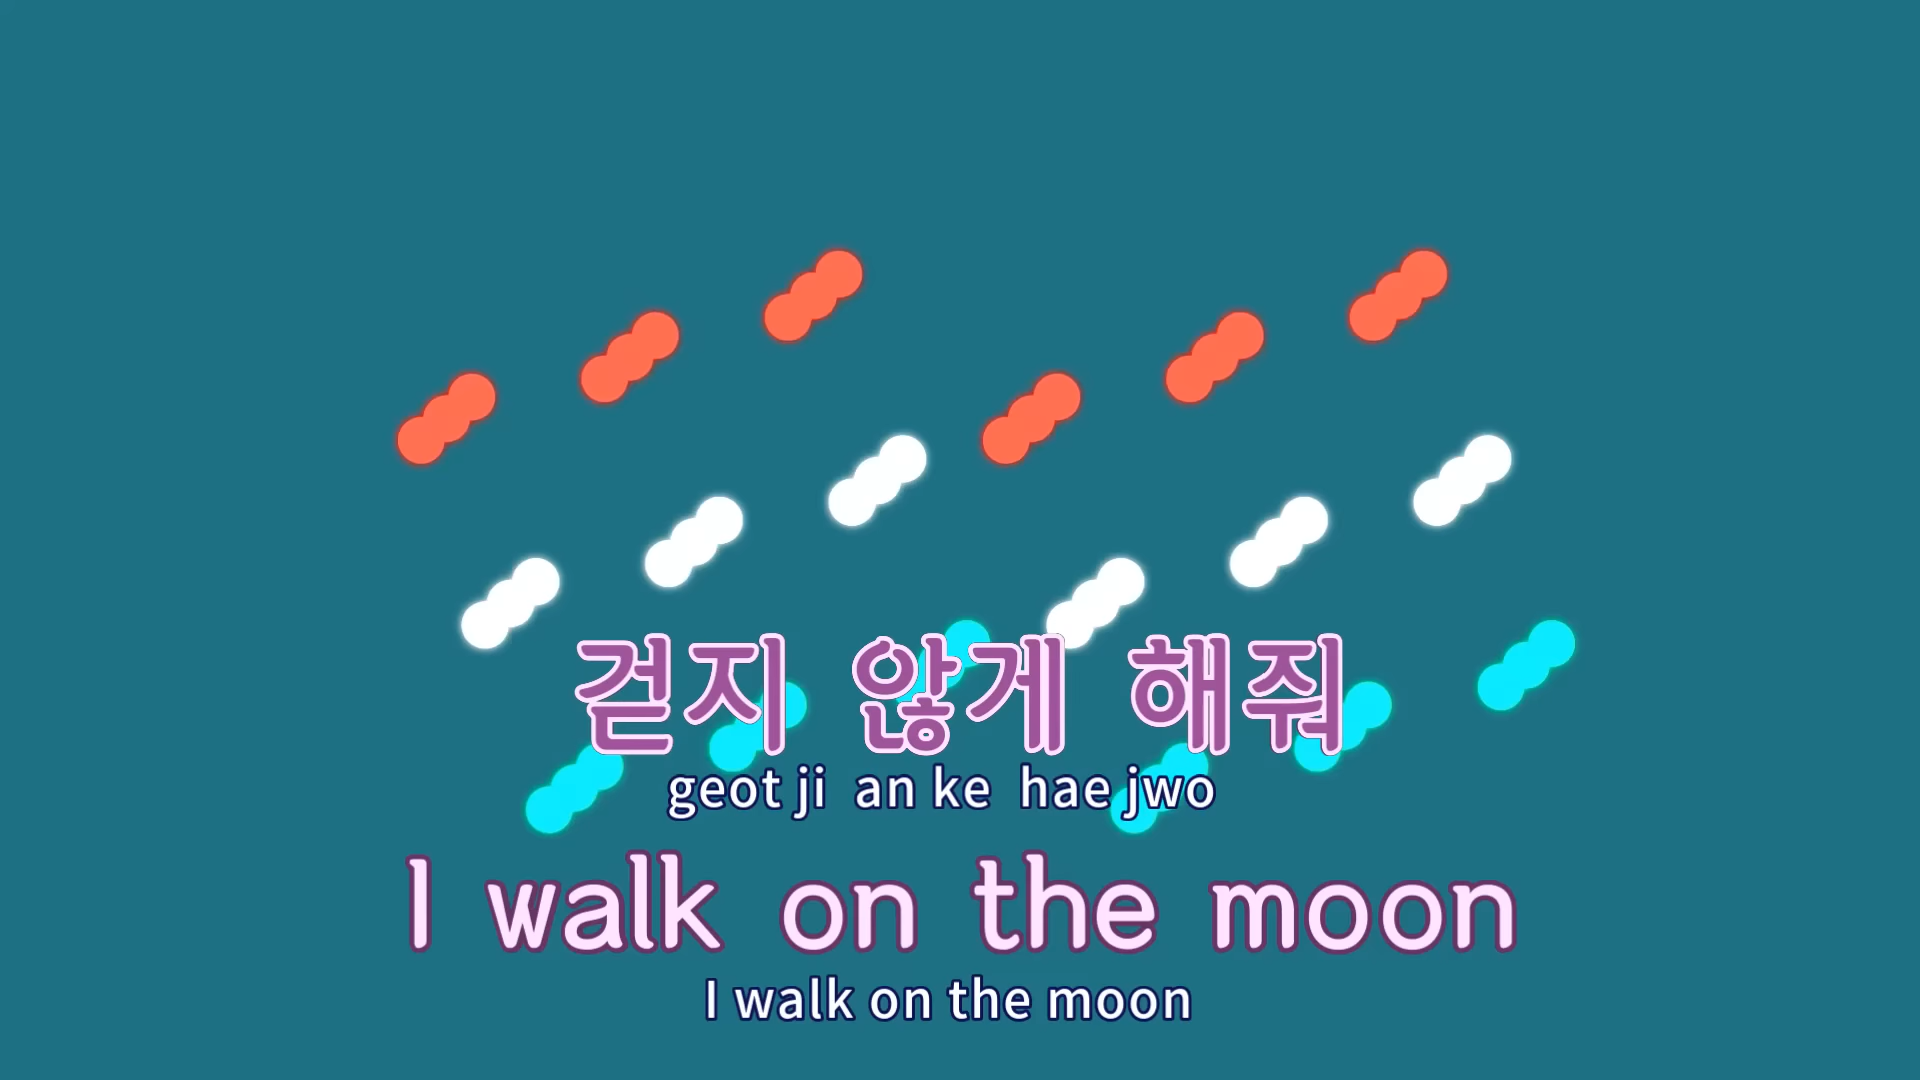 걷지 않게 해줘
geot ji an ke hae jwo
I walk on the moon
I walk on the moon